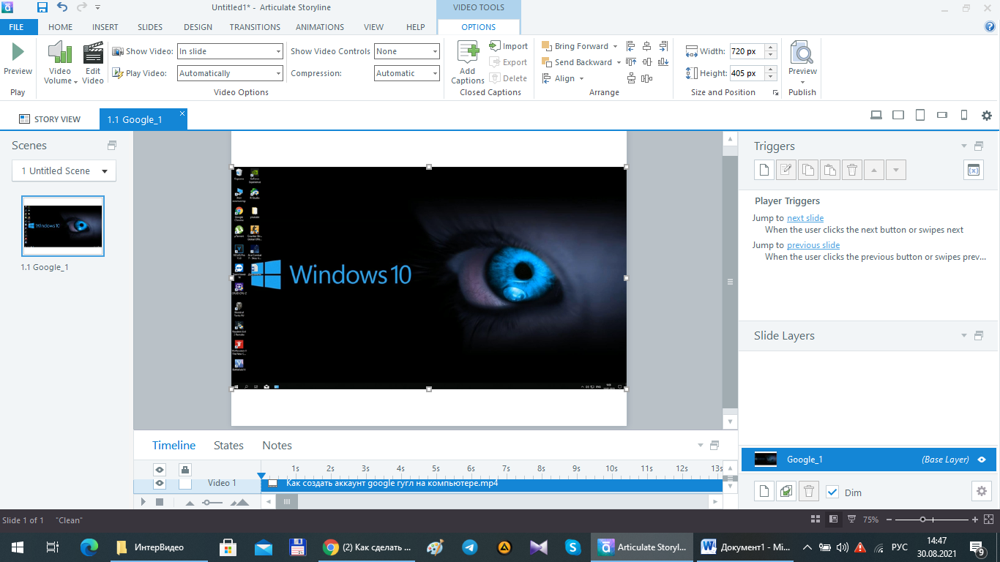 Untitled1* - Articulate Storyline
VIDEO TOOLS
FILE HOME INSERT SLIDES DESIGN TRANSITIONS ANIMATIONS VIEW HELP OPTIONS
Show Video: In slide Show Video Controls None Import Bring Forward Width: 720 px
Preview Video Volume Edit Video Play Video: Automatically Compression: Automatic Add Captions Export Send Backward Height: 405 px Preview
Delete Align
Play Video Options Closed Captions Arrange Size and Position Publish
STORY VIEW 1.1 Google_1
Scenes
1 Untitled Scene
Windows 10
1.1 Google_1
Windows 10
Triggers
Player Triggers
Jump to next slide
When the user clicks the next button or swipes next
Jump to previous slide
When the user clicks the previous button or swipes prev...
Slide Layers
Google_1 (Base Layer)
Dim
Timeline States Notes
1s 2s 3s 4s 5s 6s 7s 8s 9s 10s 11s 12s 13s
Video 1 Как создать аккаунт google гугл на компьютере.mp4
Slide 1 of 1 "Clean" 75%
ИнтерВидео (2) Как сделать ... Articulate Storyl... Документ1 - Mi... РУС 14:47
30.08.2021
9